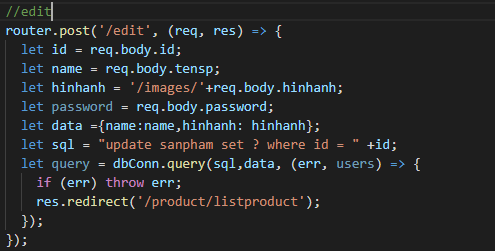 //edit
router.post('/edit', (req, res) => {
let id = req.body.id;
let name = req.body.tensp;
let hinhanh = '/images/'+req.body.hinhanh;
let password = req.body.password;
let data ={name:name,hinhanh: hinhanh};
let sql = "update sanpham set ? where id = " +id;
let query = dbConn.query(sql,data, (err, users) => {
if (err) throw err;
res.redirect('/product/listproduct');
});
});